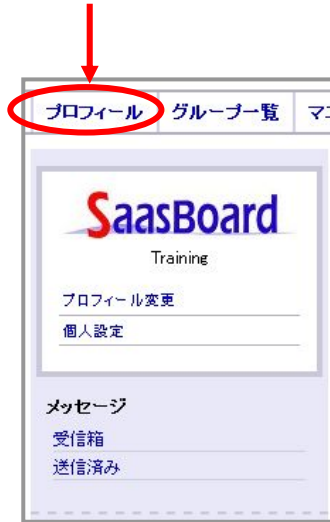 プロフィール グループ一覧 マ
SaasBoard
Training
プロフィール変更
個人設定
メッセージ
受信箱
送信済み